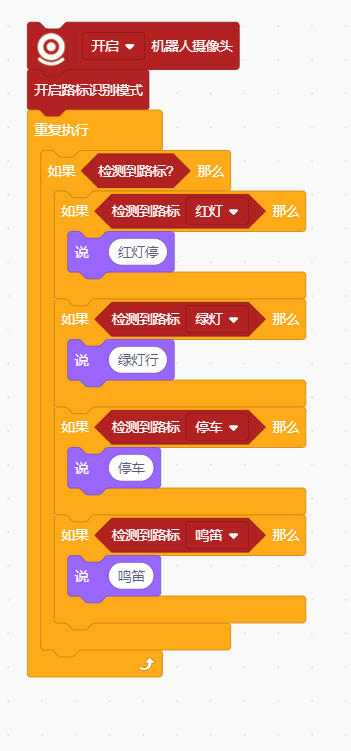 开启 机器人摄像头
开启路标识别模式
重复执行
如果 检测到路标? 那么
如果 检测到路标 红灯 那么
说 红灯停
如果 检测到路标 绿灯 那么
说 绿灯行
如果 检测到路标 停车 那么
说 停车
如果 检测到路标 鸣笛 那么
说 鸣笛